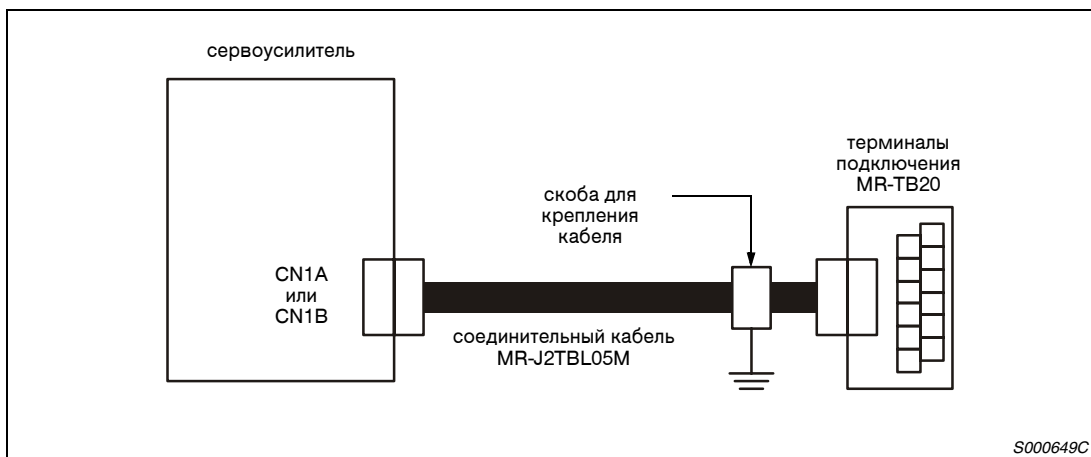 сервоусилитель
терминалы
подключения
MR-TB20
скоба для
крепления
кабеля
CN1A
или
CN1B
соединительный кабель
MR-J2TBL05M
S000649C